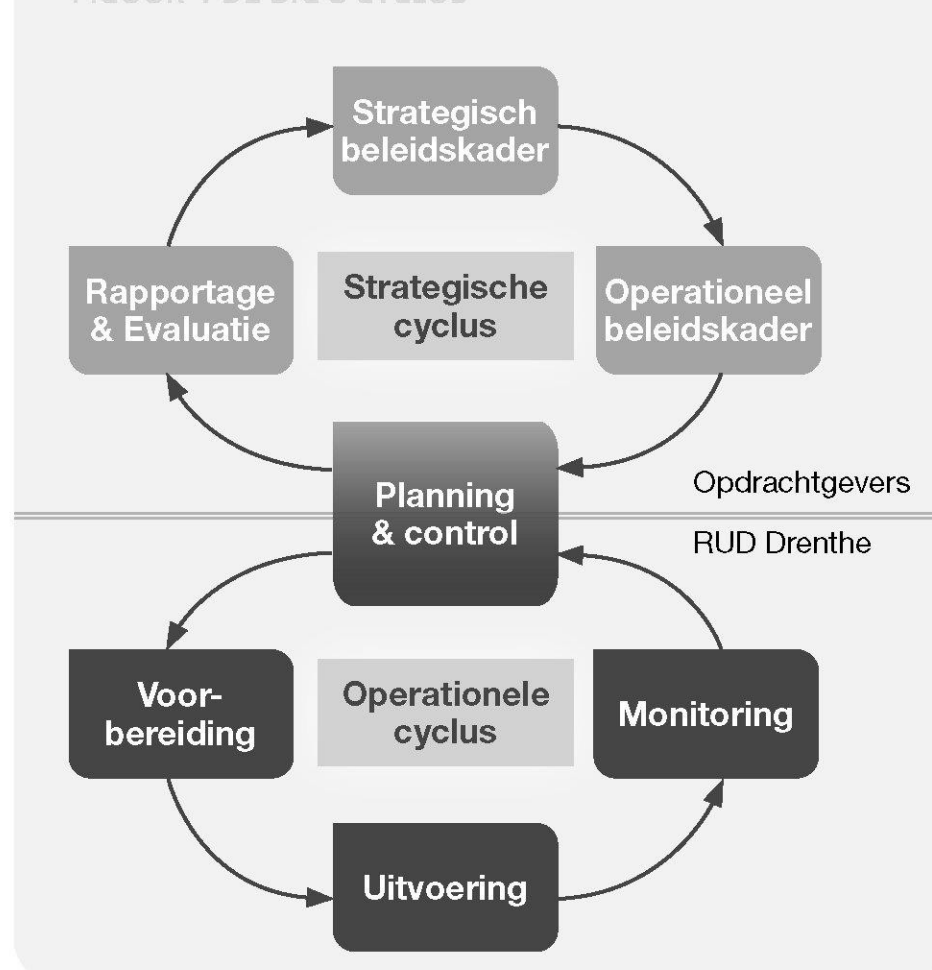 Strategisch
beleidskader
Rapportage
& Evaluatie
Strategische
cyclus
Operationeel
beleidskader
Planning
& control
Opdrachtgevers
RUD Drenthe
Voor-
bereiding
Operationele
cyclus
Monitoring
Uitvoering